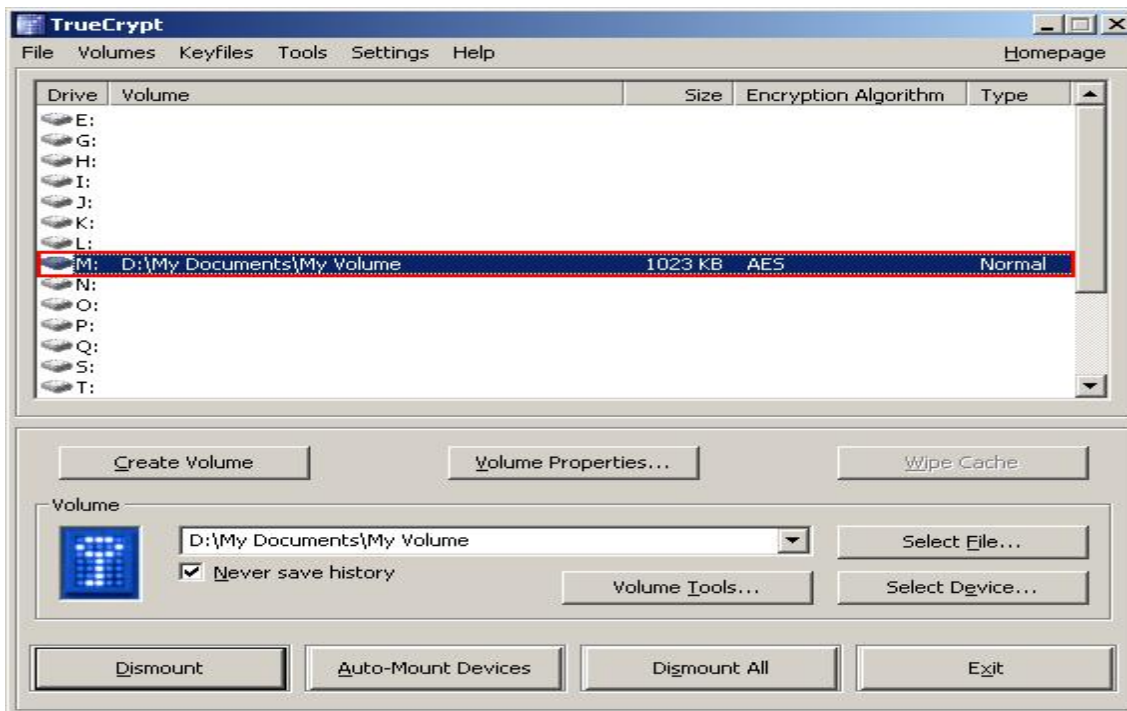 TrueCrypt
File Volumes Keyfiles Tools Settings Help Homepage
Drive Volume Size Encryption Algorithm Type
E:
G:
H:
I:
J:
K:
L:
M: D:\My Documents\My Volume 1023 KB AES Normal
N:
O:
P:
Q:
S:
T:
Create Volume Volume Properties... Wipe Cache
Volume
D:\My Documents\My Volume Select File...
Never save history
Volume Tools... Select Device...
Dismount Auto-Mount Devices Dismount All Exit